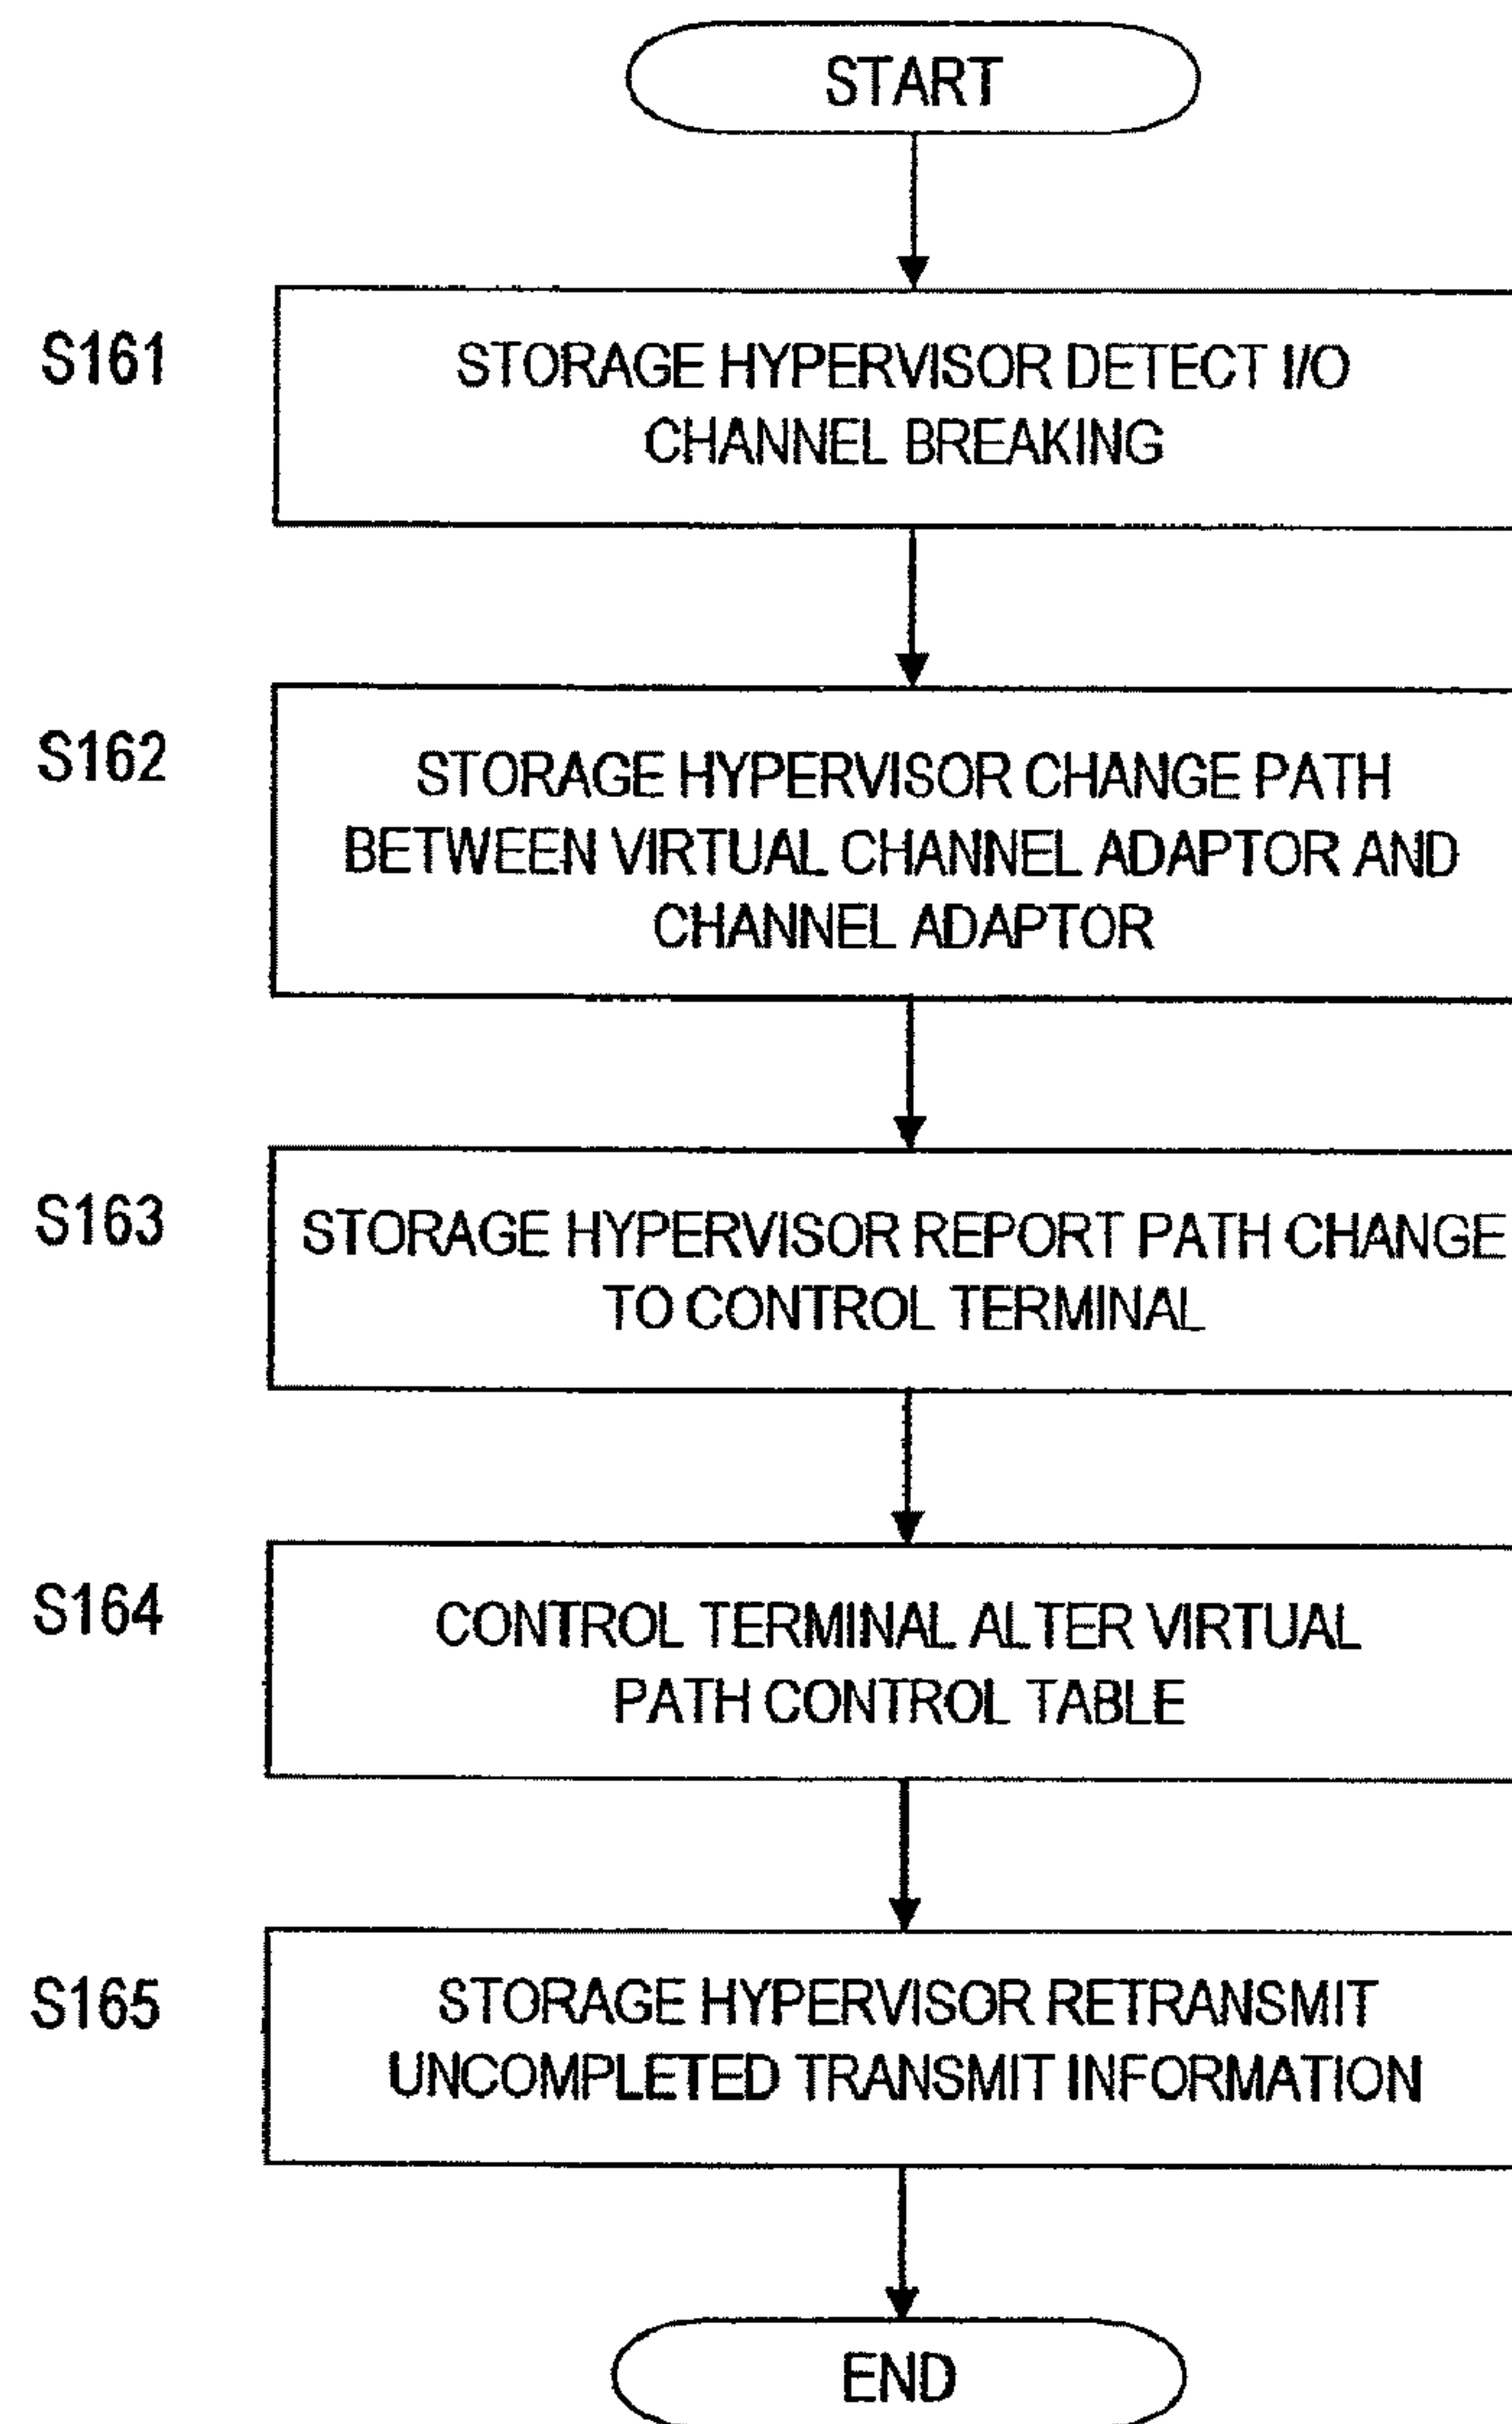 START
S161
STORAGE HYPERVISOR DETECT I/O
CHANNEL BREAKING
S162
STORAGE HYPERVISOR CHANGE PATH
BETWEEN VIRTUAL CHANNEL ADAPTOR AND
CHANNEL ADAPTOR
S163
STORAGE HYPERVISOR REPORT PATH CHANGE
TO CONTROL TERMINAL
S164
CONTROL TERMINAL ALTER VIRTUAL
PATH CONTROL TABLE
S165
STORAGE HYPERVISOR RETRANSMIT
UNCOMPLETED TRANSMIT INFORMATION
END